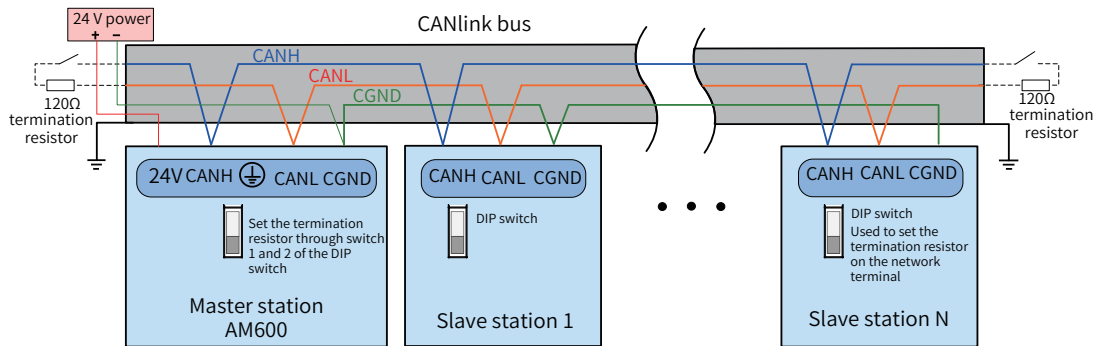 24 V power
+ −
CANlink bus
CANH
CANL
CGND
120Ω
termination
resistor
120Ω
termination
resistor
24V CANH CANL CGND
Set the termination
resistor through switch
1 and 2 of the DIP
switch
Master station
AM600
CANH CANL CGND
DIP switch
Slave station 1
• • •
CANH CANL CGND
DIP switch
Used to set the
termination resistor
on the network
terminal
Slave station N